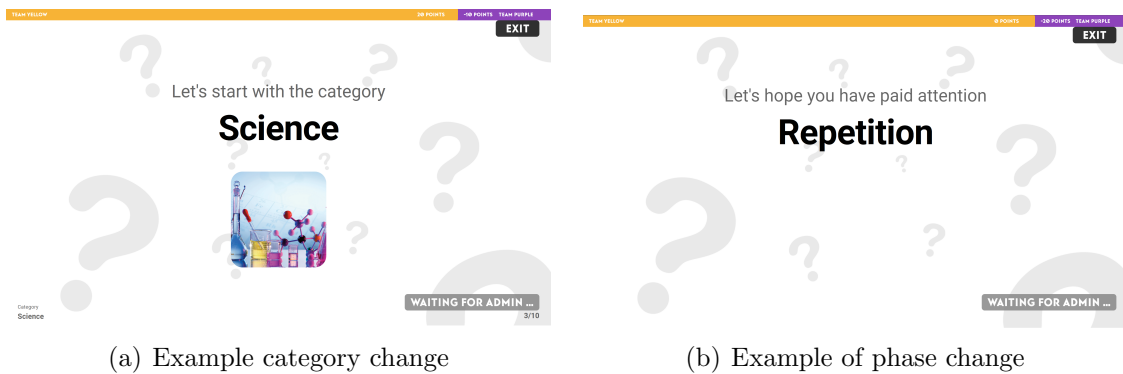 TEAM YELLOW 20 POINTS -10 POINTS TEAM PURPLE
EXIT
Let's start with the category
Science
Category
Science
WAITING FOR ADMIN ...
3/10
(a) Example category change
TEAM YELLOW 0 POINTS -20 POINTS TEAM PURPLE
EXIT
Let's hope you have paid attention
Repetition
WAITING FOR ADMIN ...
(b) Example of phase change